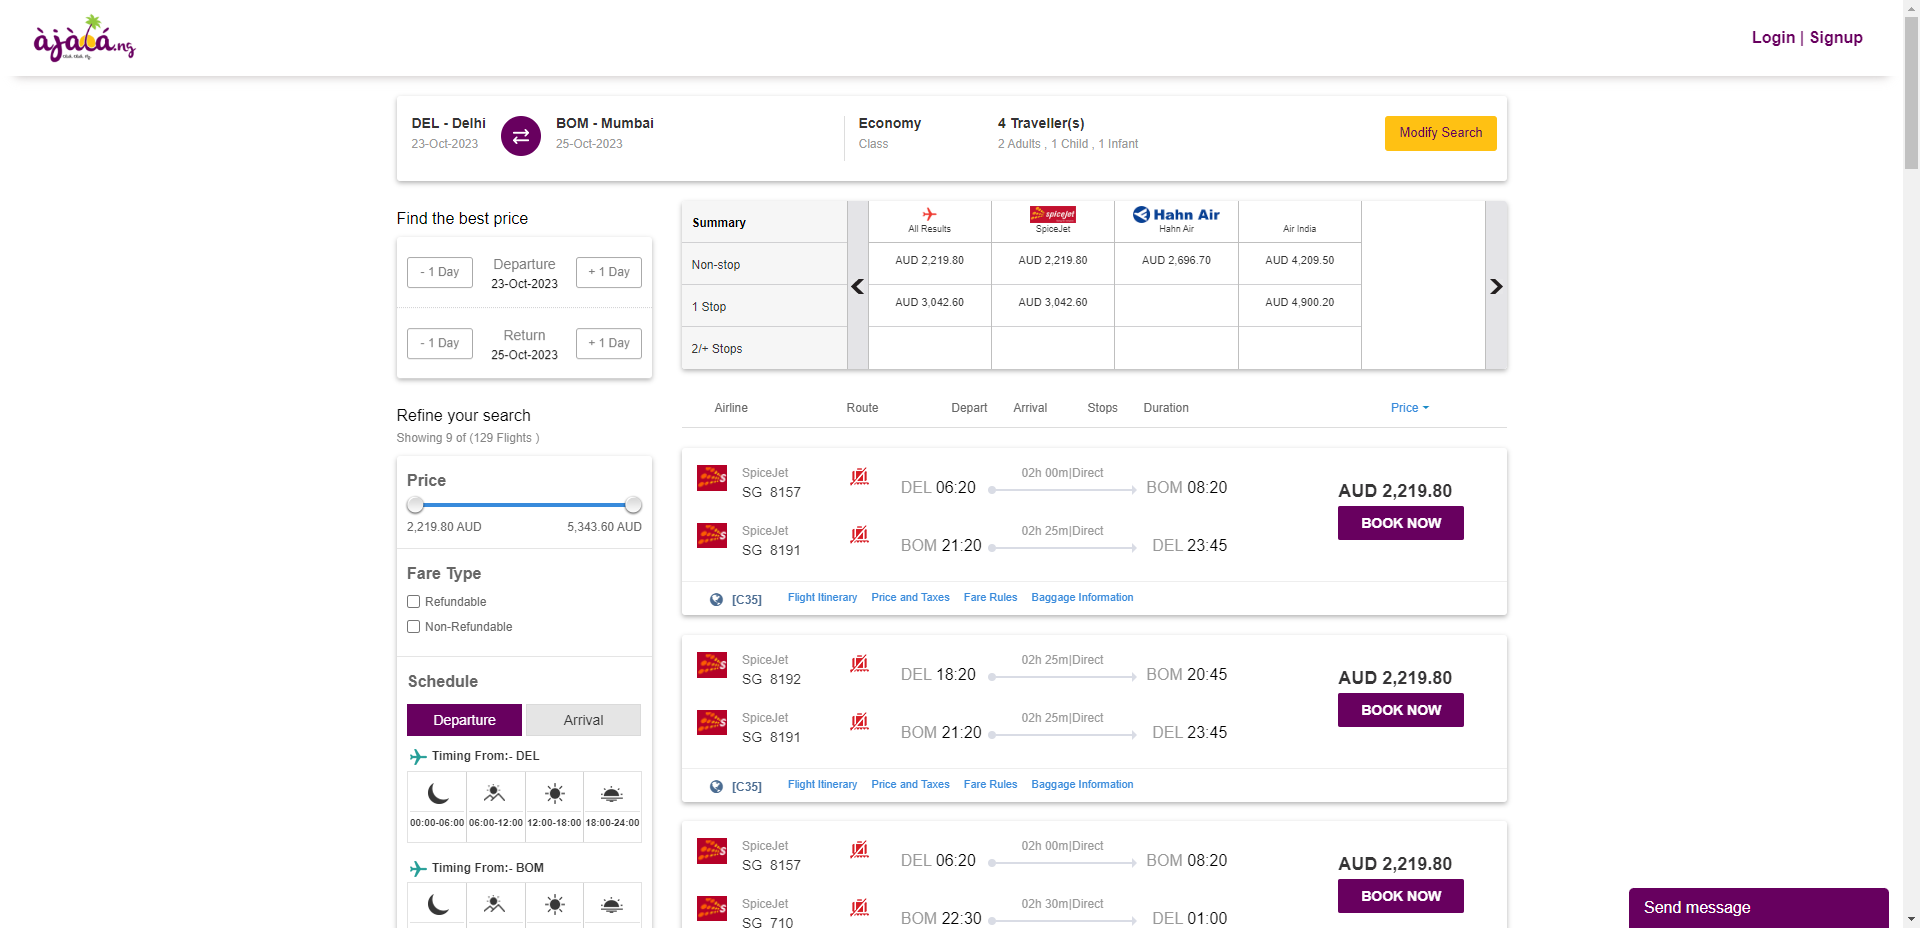 àjàlá.ng
Login | Signup
DEL - Delhi
23-Oct-2023
BOM - Mumbai
25-Oct-2023
Economy
Class
4 Traveller(s)
2 Adults , 1 Child , 1 Infant
Modify Search
Find the best price
- 1 Day
Departure
23-Oct-2023
+ 1 Day
- 1 Day
Return
25-Oct-2023
+ 1 Day
Summary
All Results
spicejet
SpiceJet
Hahn Air
Hahn Air
Air India
Non-stop
AUD 2,219.80
AUD 2,219.80
AUD 2,696.70
AUD 4,209.50
1 Stop
AUD 3,042.60
AUD 3,042.60
AUD 4,900.20
2/+ Stops
Refine your search
Showing 9 of (129 Flights )
Price
2,219.80 AUD
5,343.60 AUD
Fare Type
Refundable
Non-Refundable
Schedule
Departure
Arrival
Timing From:- DEL
00:00-06:00
06:00-12:00
12:00-18:00
18:00-24:00
Timing From:- BOM
Airline
Route
Depart
Arrival
Stops
Duration
Price
SpiceJet
SG 8157
DEL 06:20
02h 00m|Direct
BOM 08:20
SpiceJet
SG 8191
BOM 21:20
02h 25m|Direct
DEL 23:45
AUD 2,219.80
BOOK NOW
[C35]
Flight Itinerary
Price and Taxes
Fare Rules
Baggage Information
SpiceJet
SG 8192
DEL 18:20
02h 25m|Direct
BOM 20:45
SpiceJet
SG 8191
BOM 21:20
02h 25m|Direct
DEL 23:45
AUD 2,219.80
BOOK NOW
[C35]
Flight Itinerary
Price and Taxes
Fare Rules
Baggage Information
SpiceJet
SG 8157
DEL 06:20
02h 00m|Direct
BOM 08:20
SpiceJet
SG 710
BOM 22:30
02h 30m|Direct
DEL 01:00
AUD 2,219.80
BOOK NOW
Send message